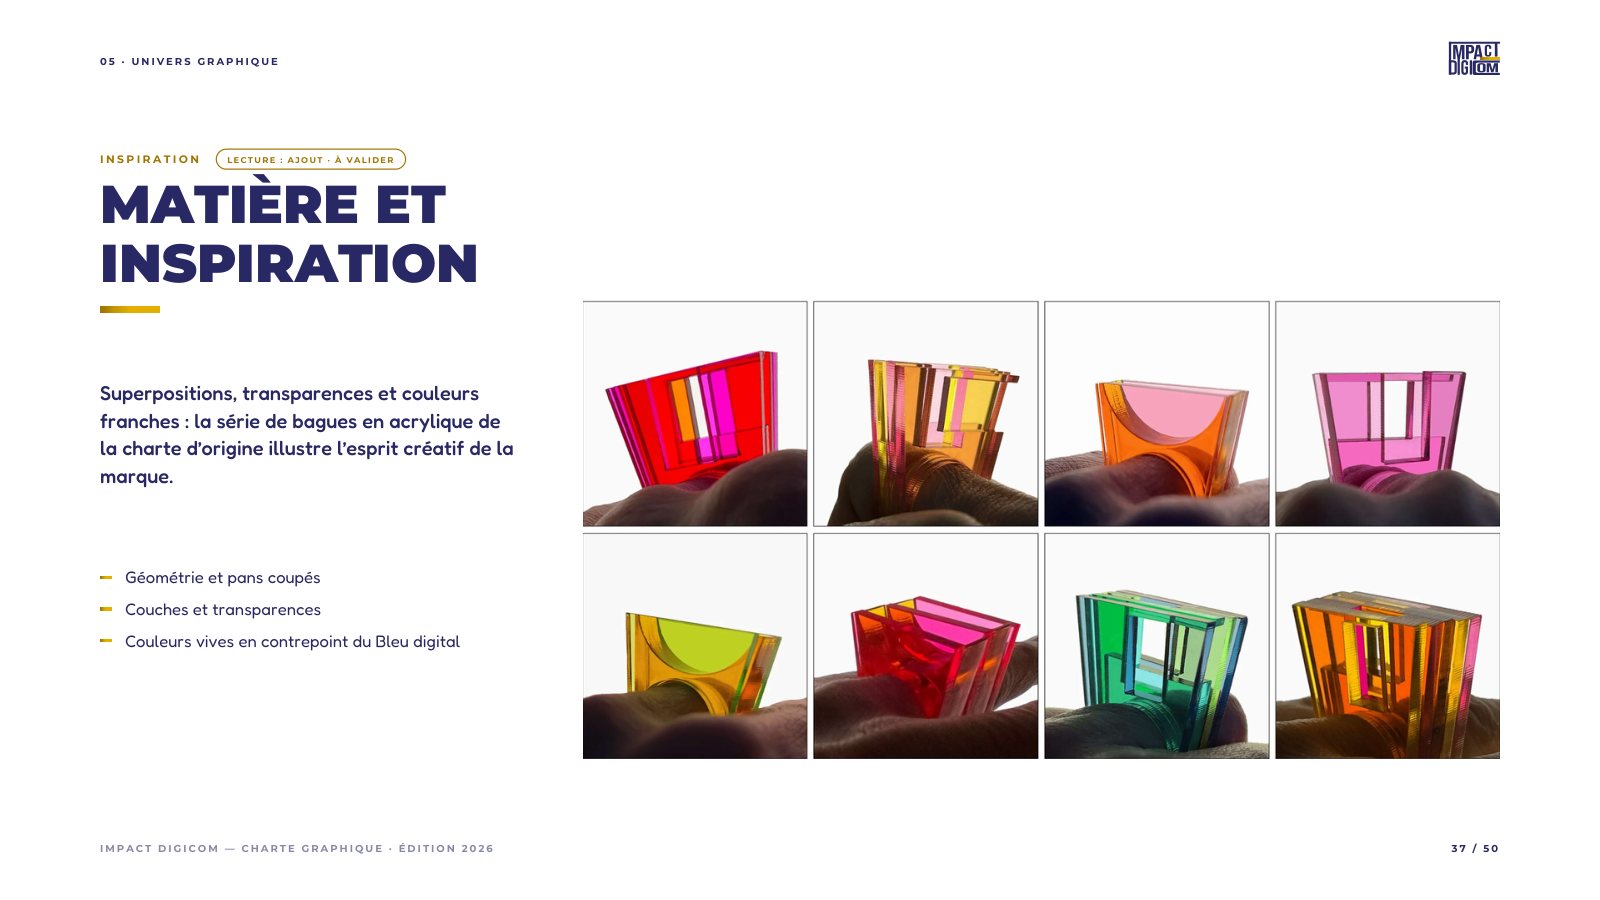 05 · UNIVERS GRAPHIQUE
IMPACT
DIGICOM
INSPIRATION
LECTURE : AJOUT · À VALIDER
MATIÈRE ET
INSPIRATION
Superpositions, transparences et couleurs
franches : la série de bagues en acrylique de
la charte d’origine illustre l’esprit créatif de la
marque.
Géométrie et pans coupés
Couches et transparences
Couleurs vives en contrepoint du Bleu digital
IMPACT DIGICOM — CHARTE GRAPHIQUE · ÉDITION 2026
37 / 50